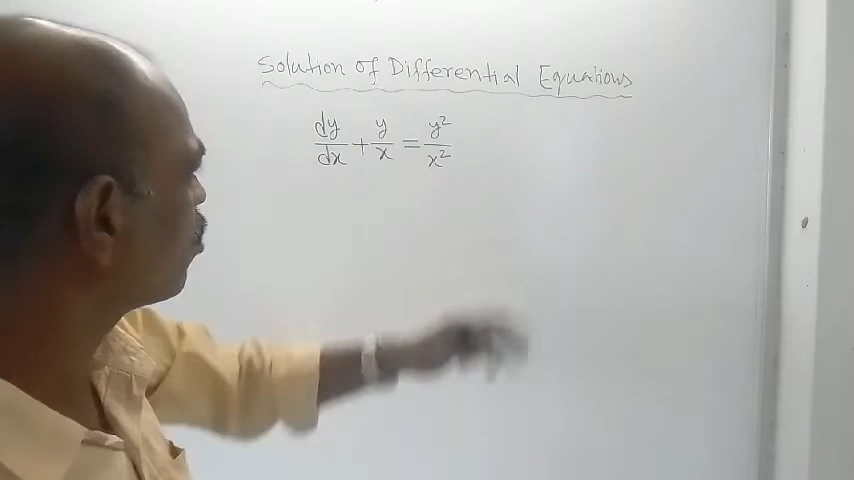 Solution of Differential Equations
dy/dx + y/x = y²/x²